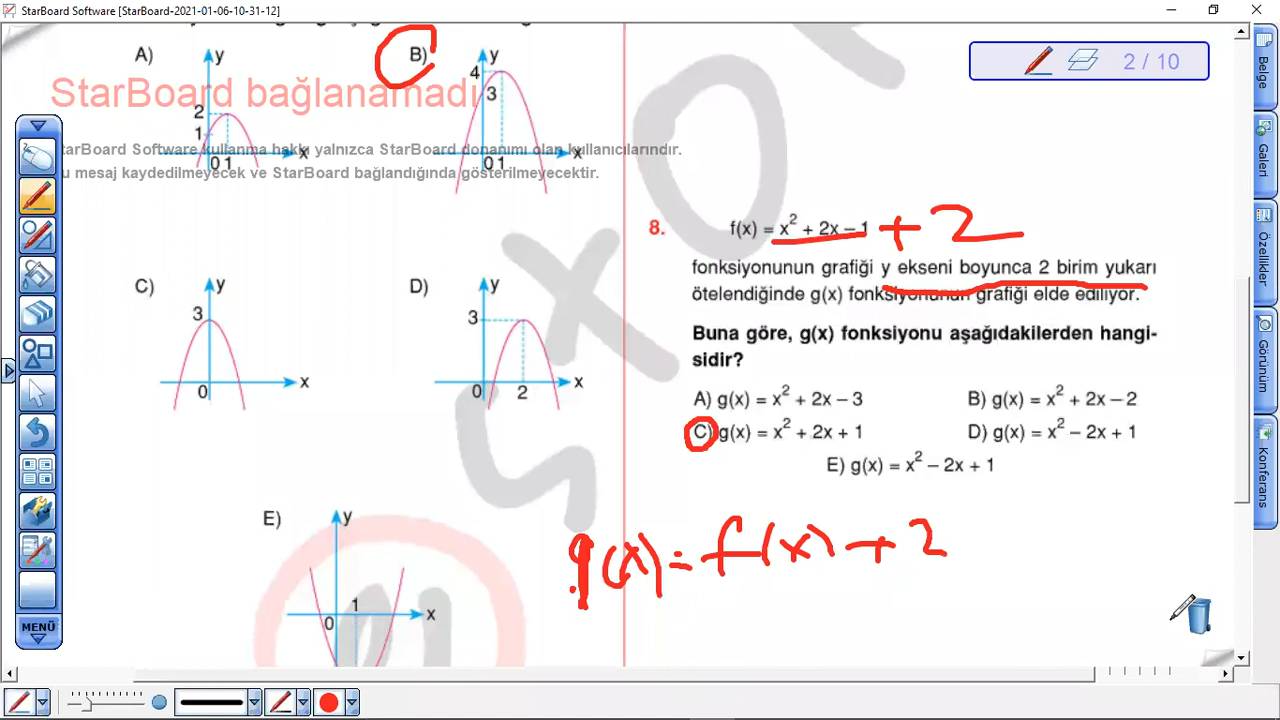 StarBoard Software [StarBoard-2021-01-06-10-31-12]
A)
y
2
1
0 1
x
B)
y
4
3
0 1
x
StarBoard bağlanamadı
StarBoard Software kullanma hakkı yalnızca StarBoard donanımı olan kullanıcılarındır.
u mesaj kaydedilmeyecek ve StarBoard bağlandığında gösterilmeyecektir.
C)
y
3
0
x
D)
y
3
0
2
x
E)
y
1
0
x
8. f(x) = x² + 2x – 1 + 2
fonksiyonunun grafiği y ekseni boyunca 2 birim yukarı
ötelendiğinde g(x) fonksiyonunun grafiği elde ediliyor.
Buna göre, g(x) fonksiyonu aşağıdakilerden hangi-
sidir?
A) g(x) = x² + 2x – 3
B) g(x) = x² + 2x – 2
C) g(x) = x² + 2x + 1
D) g(x) = x² – 2x + 1
E) g(x) = x² – 2x + 1
g(x) = f(x) + 2
2 / 10
MENÜ
Belge
Galeri
Özellikler
Görünüm
Konferans